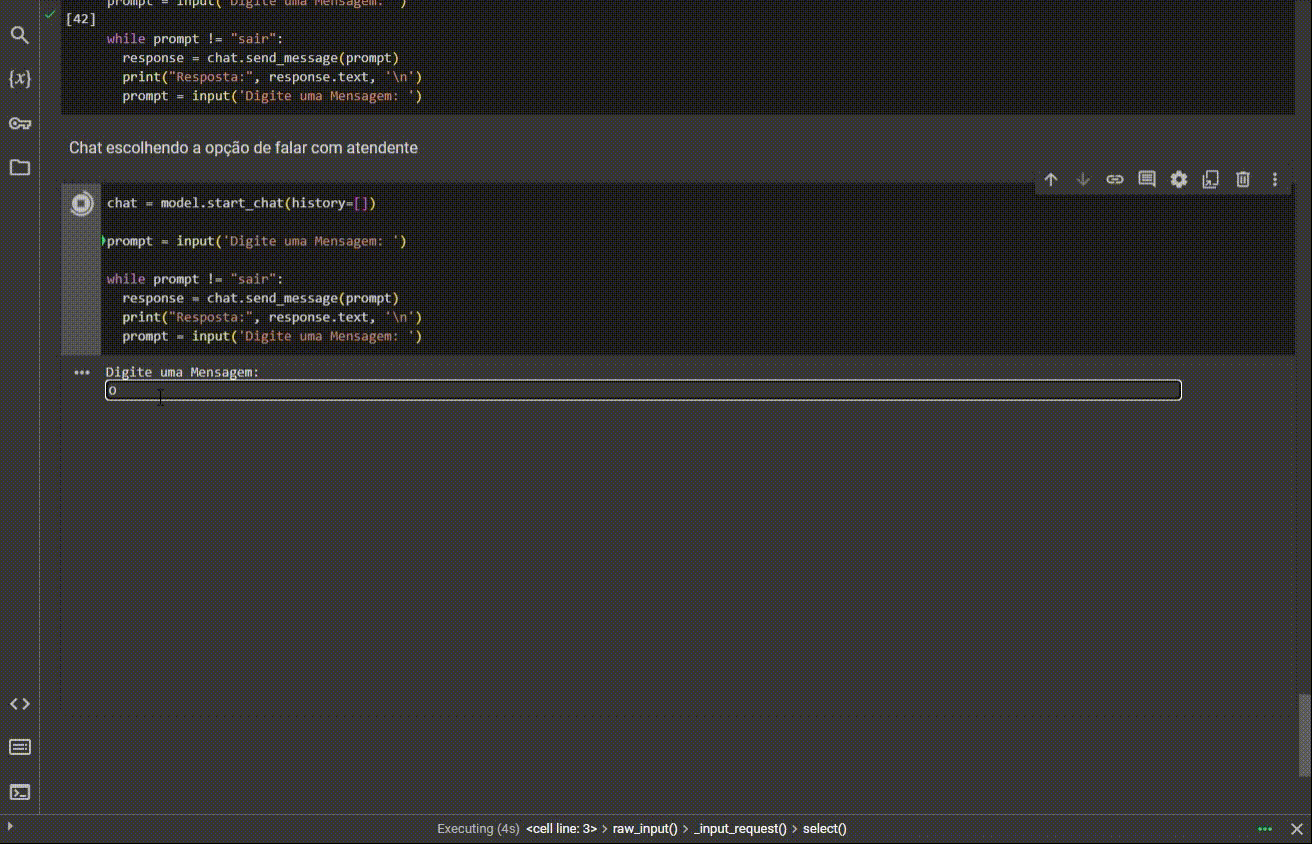 prompt = input('Digite uma Mensagem: ')
[42]
while prompt != "sair":
response = chat.send_message(prompt)
print("Resposta:", response.text, '\n')
prompt = input('Digite uma Mensagem: ')
Chat escolhendo a opção de falar com atendente
chat = model.start_chat(history=[])
prompt = input('Digite uma Mensagem: ')
while prompt != "sair":
response = chat.send_message(prompt)
print("Resposta:", response.text, '\n')
prompt = input('Digite uma Mensagem: ')
Digite uma Mensagem:
o
Executing (4s) <cell line: 3> > raw_input() > _input_request() > select()